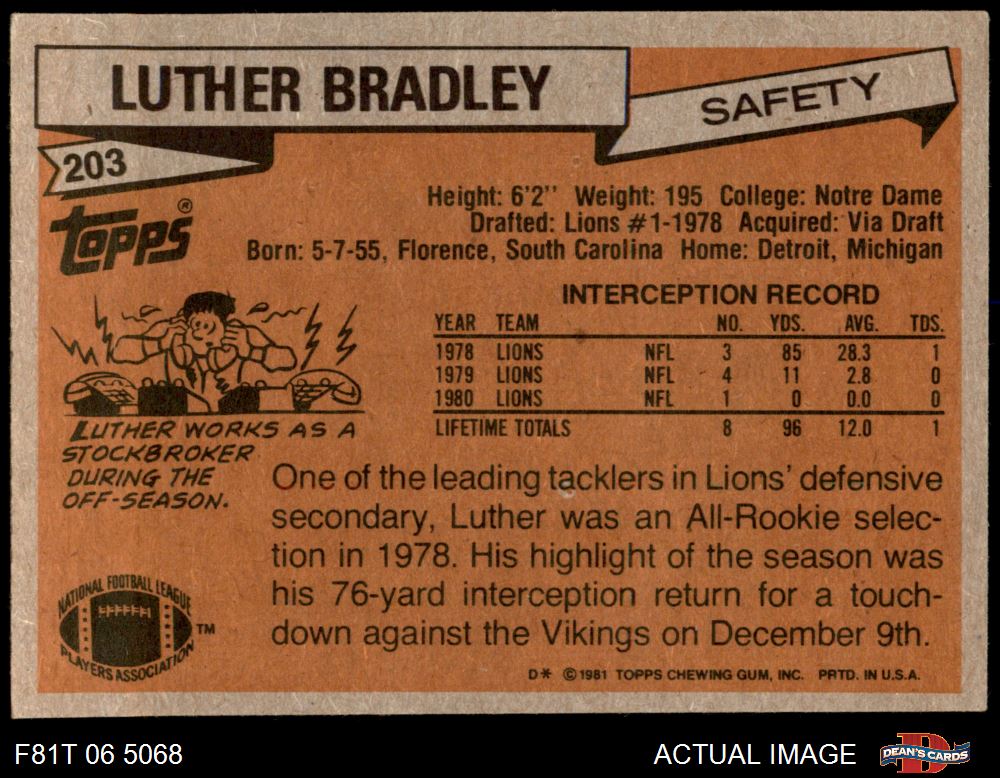 LUTHER BRADLEY
SAFETY
203
topps®
Height: 6'2'' Weight: 195 College: Notre Dame
Drafted: Lions #1-1978 Acquired: Via Draft
Born: 5-7-55, Florence, South Carolina Home: Detroit, Michigan
INTERCEPTION RECORD
YEAR TEAM NO. YDS. AVG. TDS.
1978 LIONS NFL 3 85 28.3 1
1979 LIONS NFL 4 11 2.8 0
1980 LIONS NFL 1 0 0.0 0
LIFETIME TOTALS 8 96 12.0 1
LUTHER WORKS AS A
STOCKBROKER
DURING THE
OFF-SEASON.
One of the leading tacklers in Lions' defensive
secondary, Luther was an All-Rookie selec-
tion in 1978. His highlight of the season was
his 76-yard interception return for a touch-
down against the Vikings on December 9th.
NATIONAL FOOTBALL LEAGUE
PLAYERS ASSOCIATION
TM
D* ©1981 TOPPS CHEWING GUM, INC. PRTD. IN U.S.A.
F81T 06 5068
ACTUAL IMAGE
DEAN'S CARDS